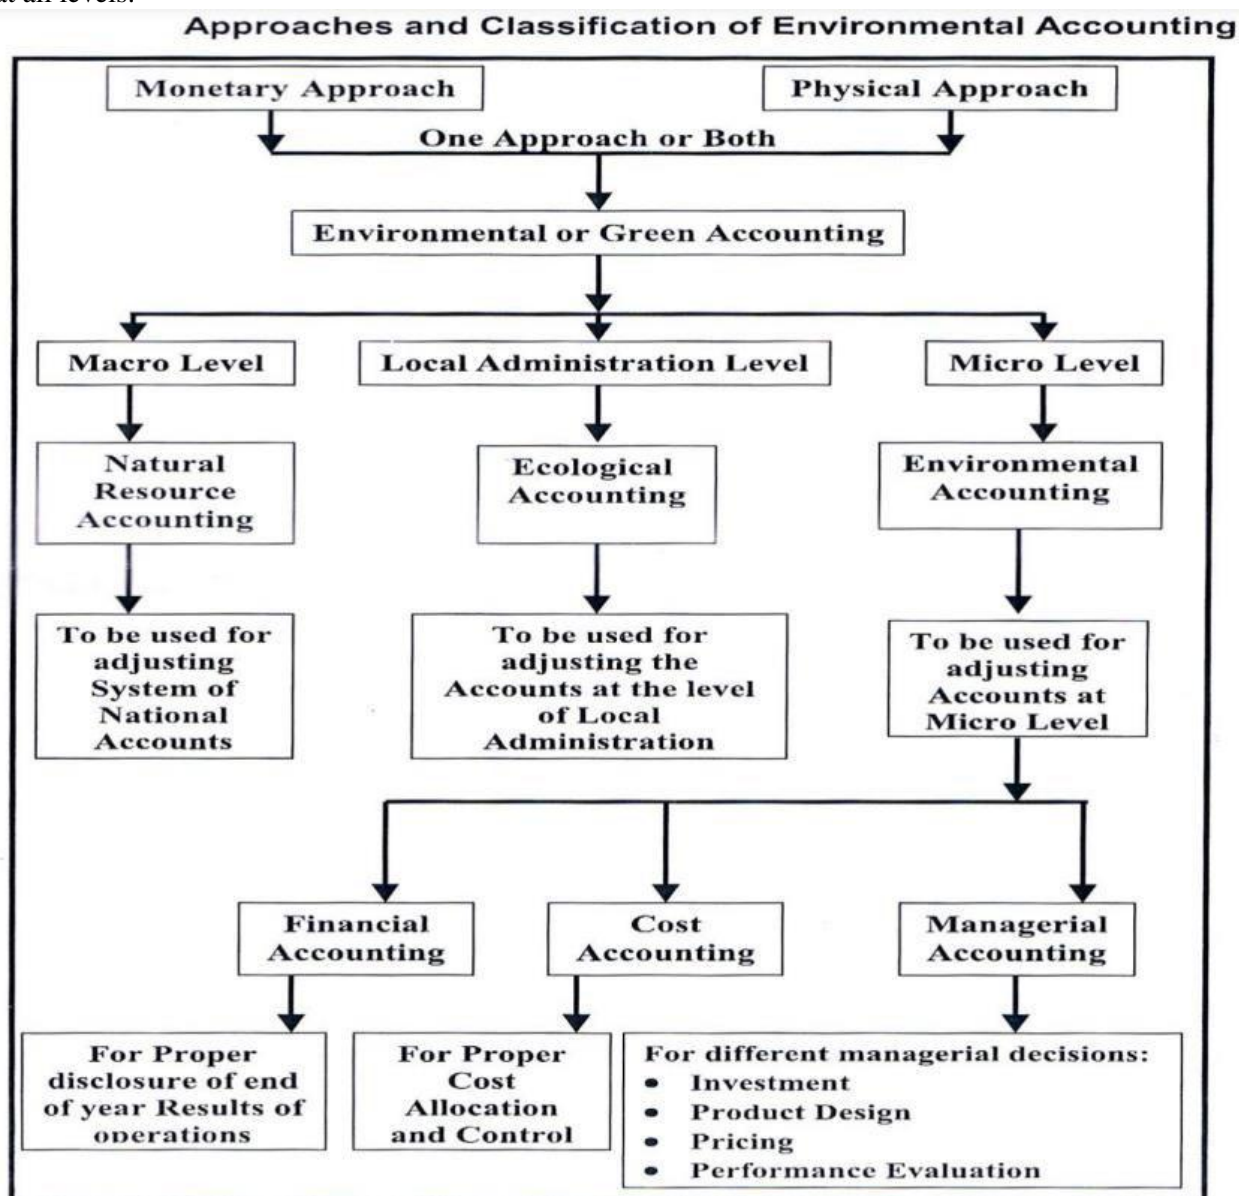 at all levels.
Approaches and Classification of Environmental Accounting
Monetary Approach
Physical Approach
One Approach or Both
Environmental or Green Accounting
Macro Level
Local Administration Level
Micro Level
Natural
Resource
Accounting
Ecological
Accounting
Environmental
Accounting
To be used for
adjusting
System of
National
Accounts
To be used for
adjusting the
Accounts at the level
of Local
Administration
To be used for
adjusting
Accounts at
Micro Level
Financial
Accounting
Cost
Accounting
Managerial
Accounting
For Proper
disclosure of end
of year Results of
operations
For Proper
Cost
Allocation
and Control
For different managerial decisions:
• Investment
• Product Design
• Pricing
• Performance Evaluation